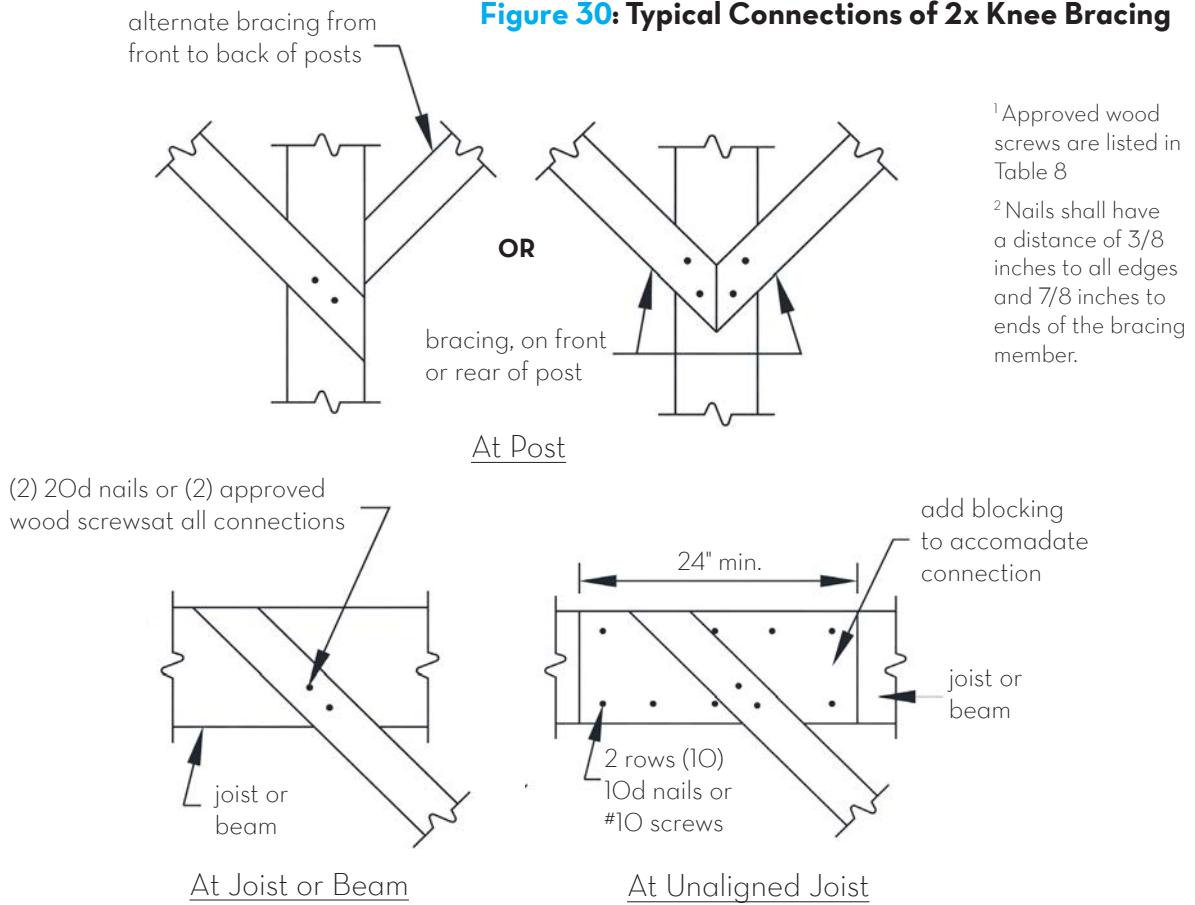 Figure 30: Typical Connections of 2x Knee Bracing
alternate bracing from
front to back of posts
OR
bracing, on front
or rear of post
1 Approved wood
screws are listed in
Table 8
2 Nails shall have
a distance of 3/8
inches to all edges
and 7/8 inches to
ends of the bracing
member.
At Post
(2) 20d nails or (2) approved
wood screwsat all connections
joist or
beam
At Joist or Beam
24" min.
add blocking
to accomadate
connection
joist or
beam
2 rows (10)
10d nails or
#10 screws
At Unaligned Joist